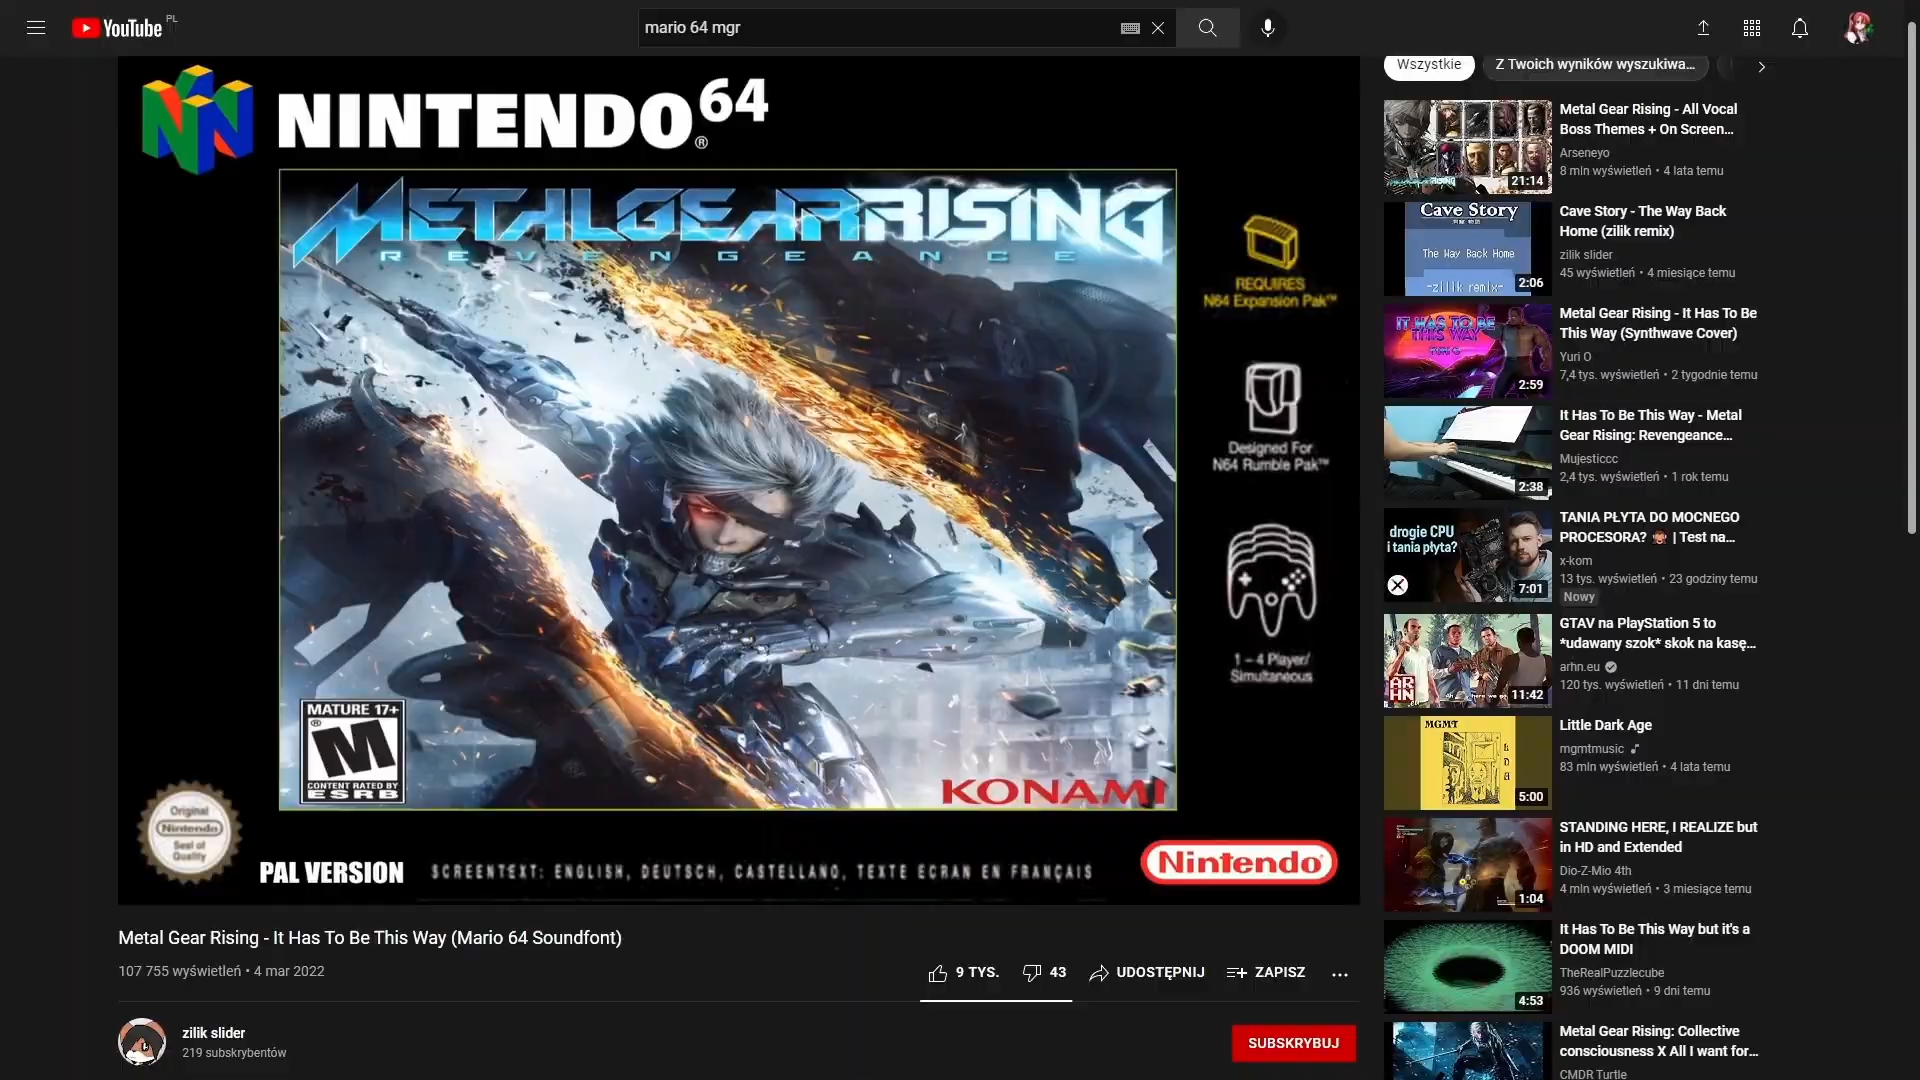 YouTube PL
mario 64 mgr
NINTENDO 64
®
METAL GEAR RISING
REVENGEANCE
REQUIRES
N64 Expansion Pak™
Designed For
N64 Rumble Pak™
1 - 4 Player/
Simultaneous
MATURE 17+
®
M
CONTENT RATED BY
ESRB
KONAMI
Original
Nintendo
Seal of
Quality
PAL VERSION
SCREENTEXT: ENGLISH, DEUTSCH, CASTELLANO, TEXTE ECRAN EN FRANÇAIS
Nintendo®
Metal Gear Rising - It Has To Be This Way (Mario 64 Soundfont)
107 755 wyświetleń • 4 mar 2022
9 TYS.
43
UDOSTĘPNIJ
ZAPISZ
zilik slider
219 subskrybentów
SUBSKRYBUJ
Wszystkie
Z Twoich wyników wyszukiwa...
21:14
Metal Gear Rising - All Vocal
Boss Themes + On Screen...
Arseneyo
8 mln wyświetleń • 4 lata temu
Cave Story
The Way Back Home
-zilik remix-
2:06
Cave Story - The Way Back
Home (zilik remix)
zilik slider
45 wyświetleń • 4 miesiące temu
IT HAS TO BE
THIS WAY
2:59
Metal Gear Rising - It Has To Be
This Way (Synthwave Cover)
Yuri O
7,4 tys. wyświetleń • 2 tygodnie temu
2:38
It Has To Be This Way - Metal
Gear Rising: Revengeance...
Mujesticcc
2,4 tys. wyświetleń • 1 rok temu
drogie CPU
i tania płyta?
7:01
TANIA PŁYTA DO MOCNEGO
PROCESORA? | Test na...
x-kom
13 tys. wyświetleń • 23 godziny temu
Nowy
AR
HN
11:42
GTAV na PlayStation 5 to
*udawany szok* skok na kasę...
arhn.eu
120 tys. wyświetleń • 11 dni temu
MGMT
L
D
A
5:00
Little Dark Age
mgmtmusic
83 mln wyświetleń • 4 lata temu
1:04
STANDING HERE, I REALIZE but
in HD and Extended
Dio-Z-Mio 4th
4 mln wyświetleń • 3 miesiące temu
4:53
It Has To Be This Way but it's a
DOOM MIDI
TheRealPuzzlecube
936 wyświetleń • 9 dni temu
Metal Gear Rising: Collective
consciousness X All I want for...
CMDR Turtle